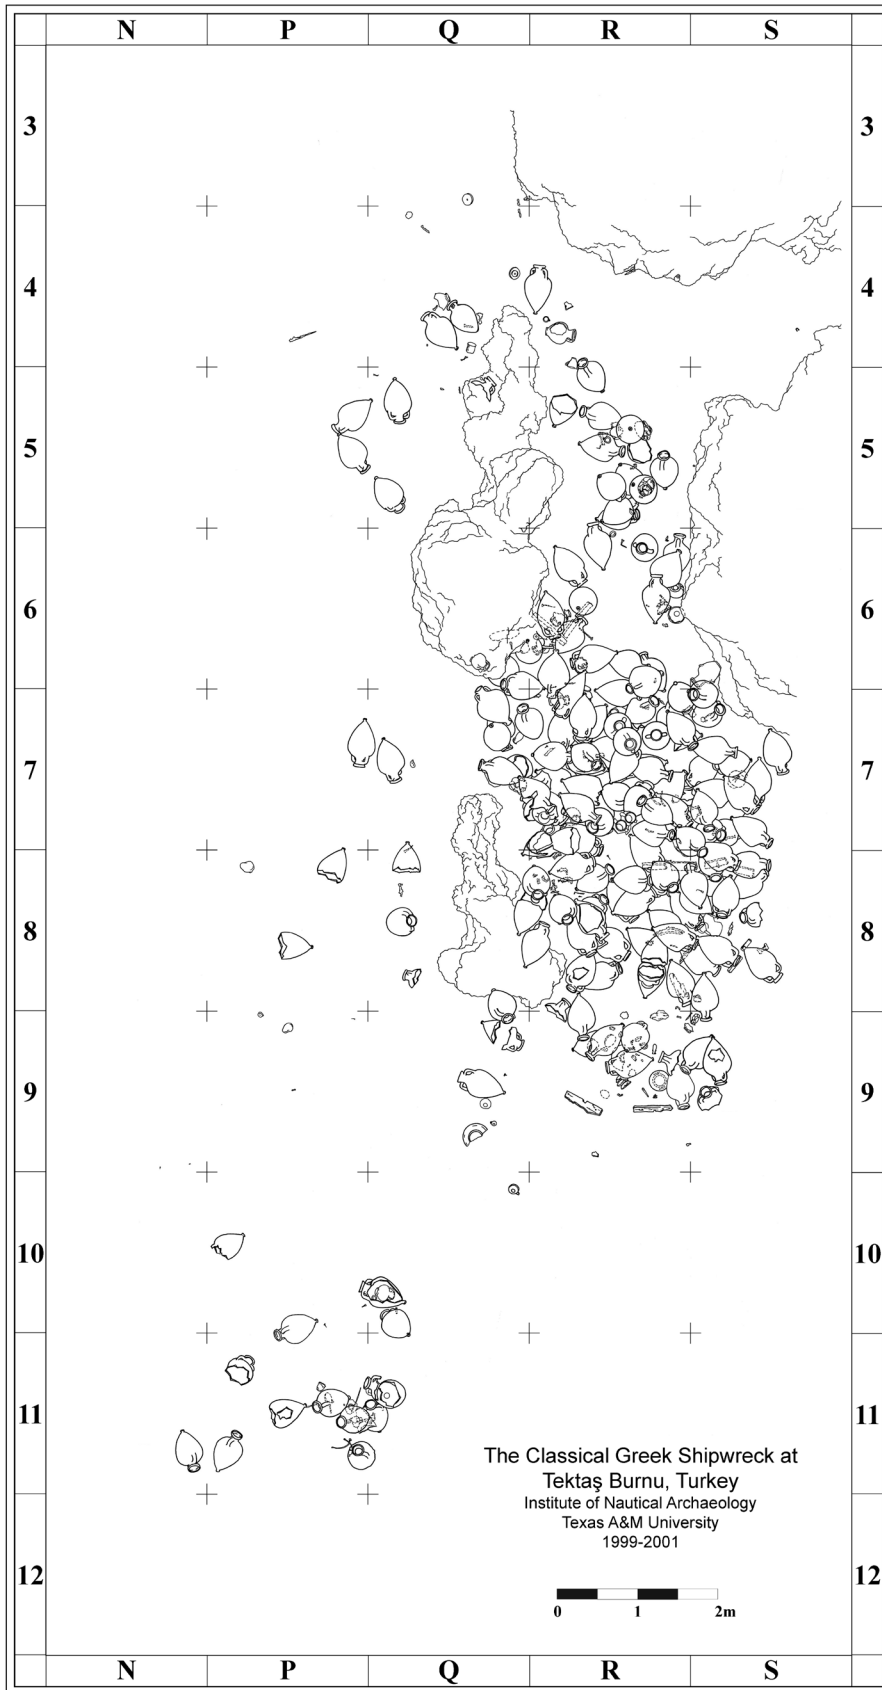 N P Q R S
3 3
4 4
5 5
6 6
7 7
8 8
9 9
10 10
11 11
The Classical Greek Shipwreck at
Tektaş Burnu, Turkey
Institute of Nautical Archaeology
Texas A&M University
1999-2001
12 12
0 1 2m
N P Q R S